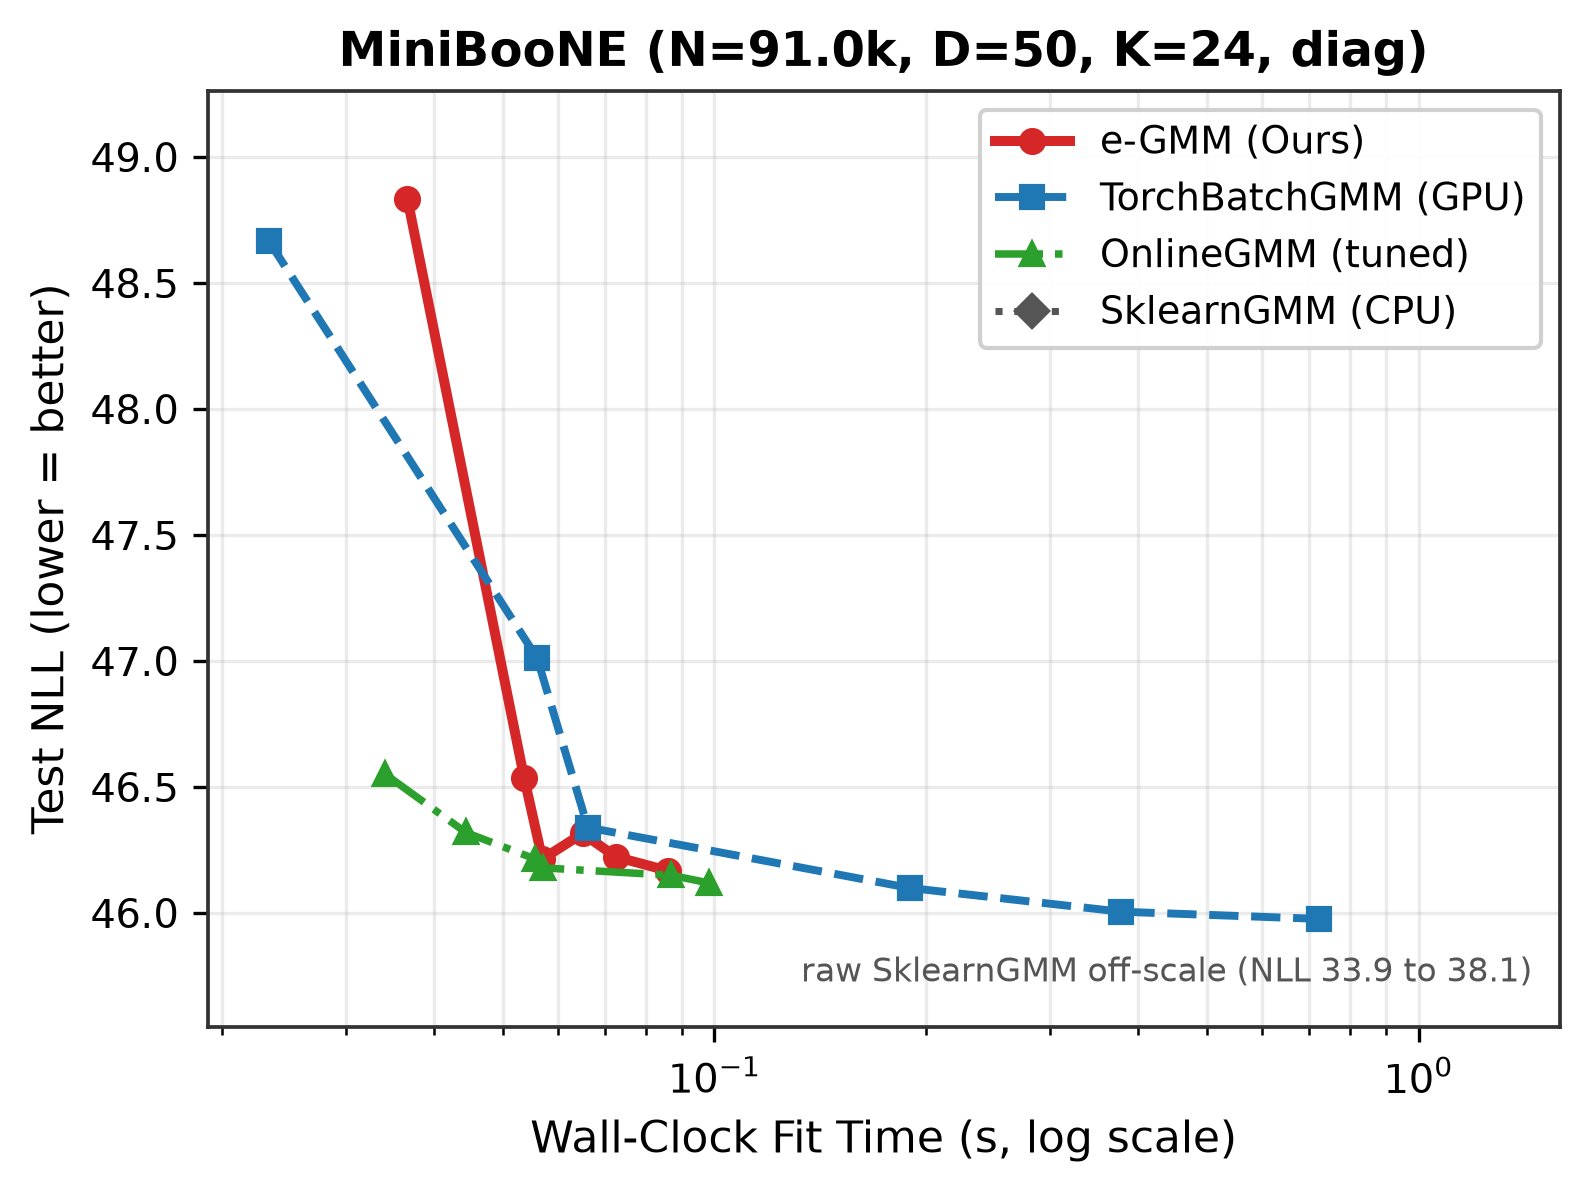 MiniBooNE (N=91.0k, D=50, K=24, diag)
e-GMM (Ours)
TorchBatchGMM (GPU)
OnlineGMM (tuned)
SklearnGMM (CPU)
Test NLL (lower = better)
49.0
48.5
48.0
47.5
47.0
46.5
46.0
raw SklearnGMM off-scale (NLL 33.9 to 38.1)
10⁻¹
10⁰
Wall-Clock Fit Time (s, log scale)